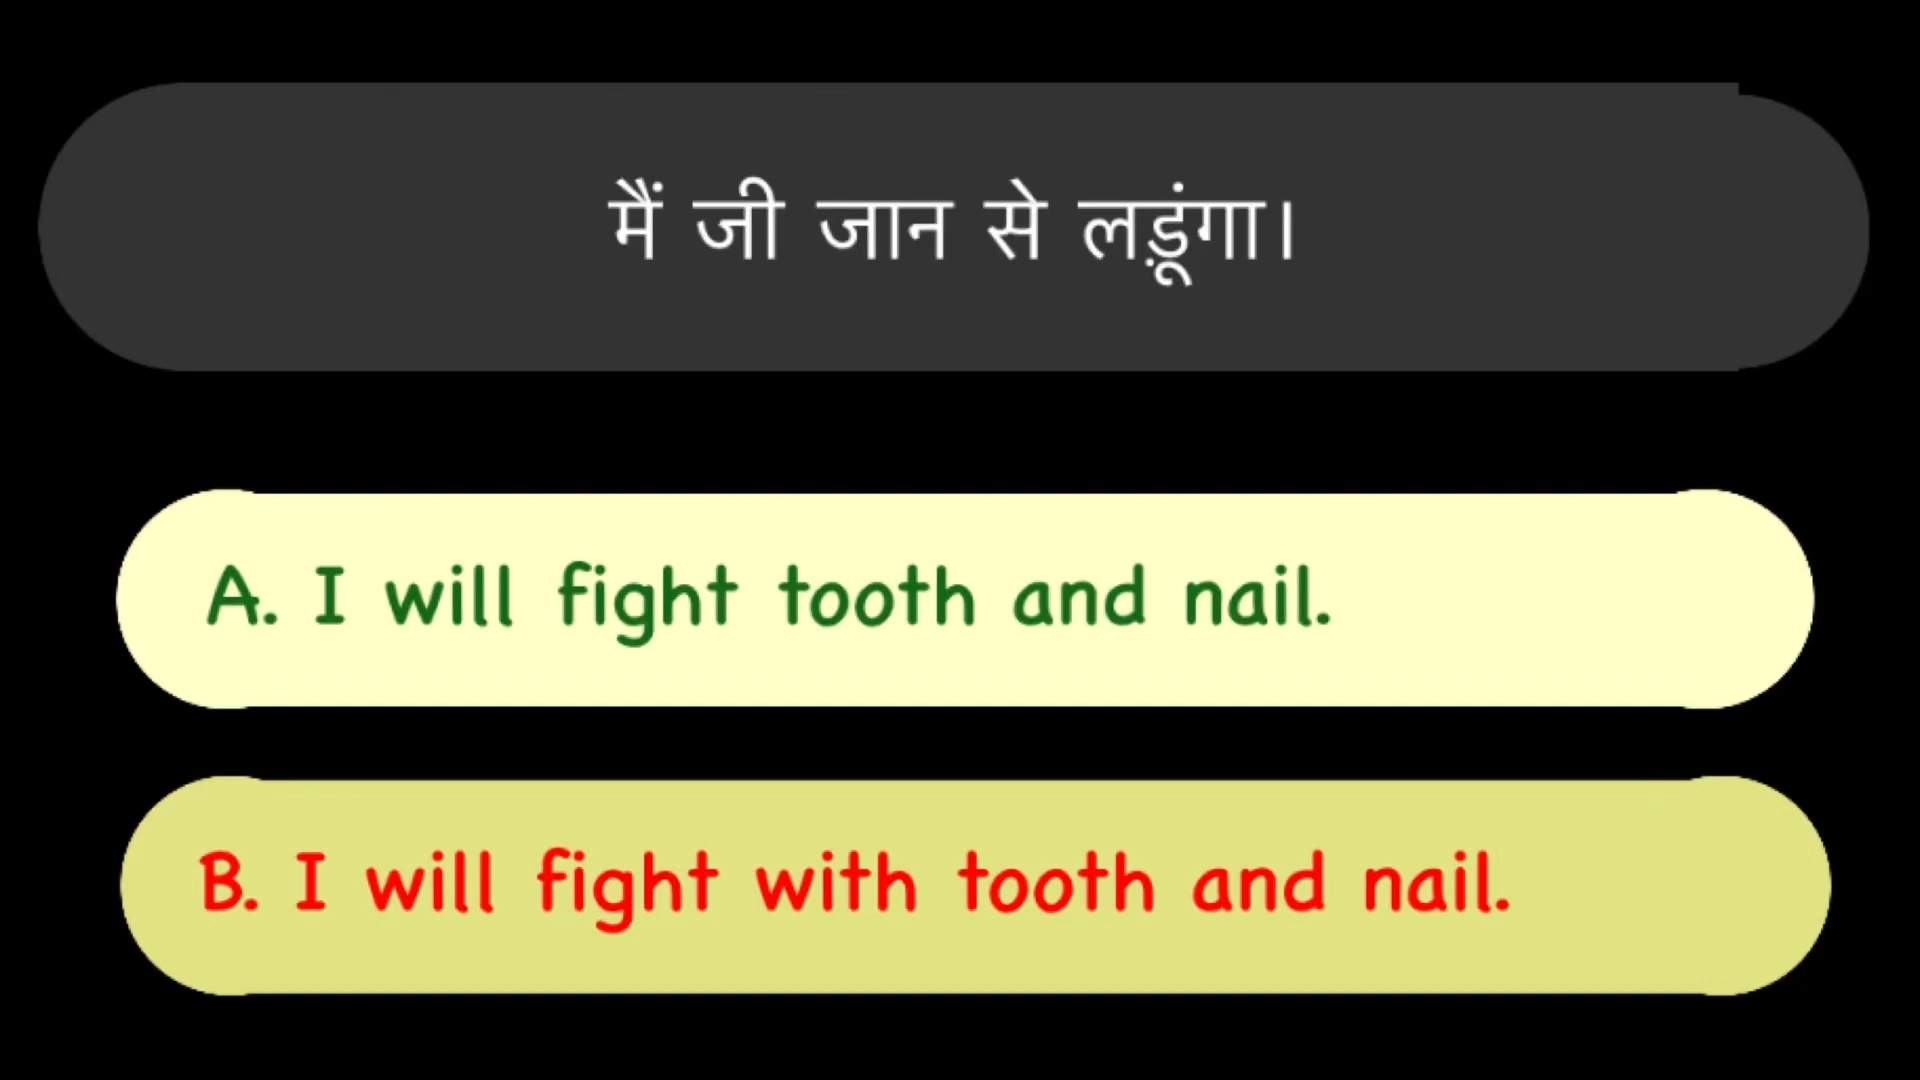 मैं जी जान से लड़ूंगा।
A. I will fight tooth and nail.
B. I will fight with tooth and nail.